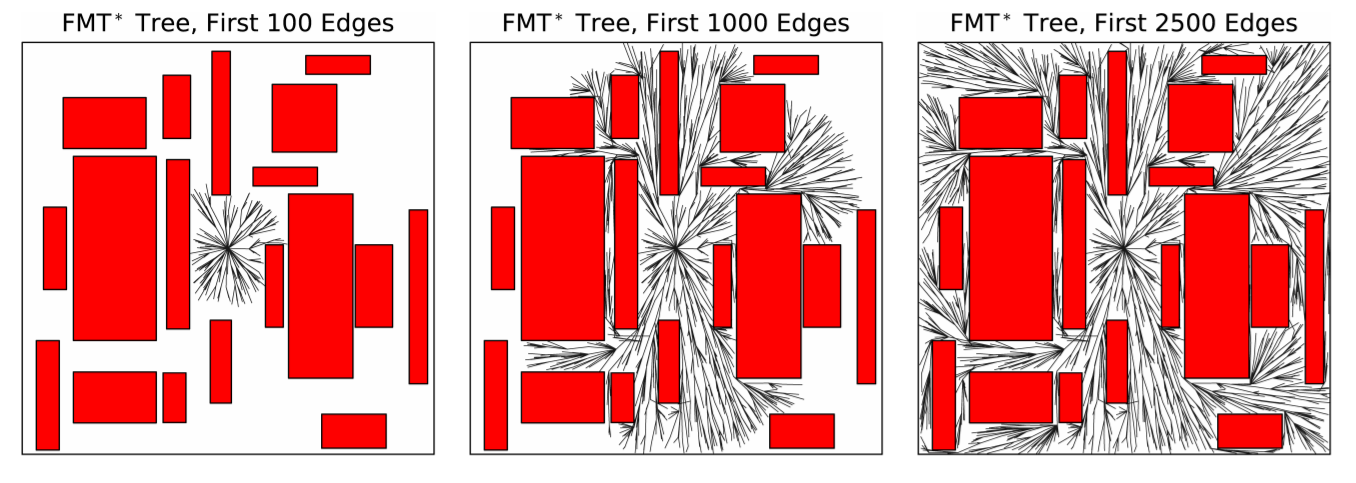 FMT* Tree, First 100 Edges
FMT* Tree, First 1000 Edges
FMT* Tree, First 2500 Edges